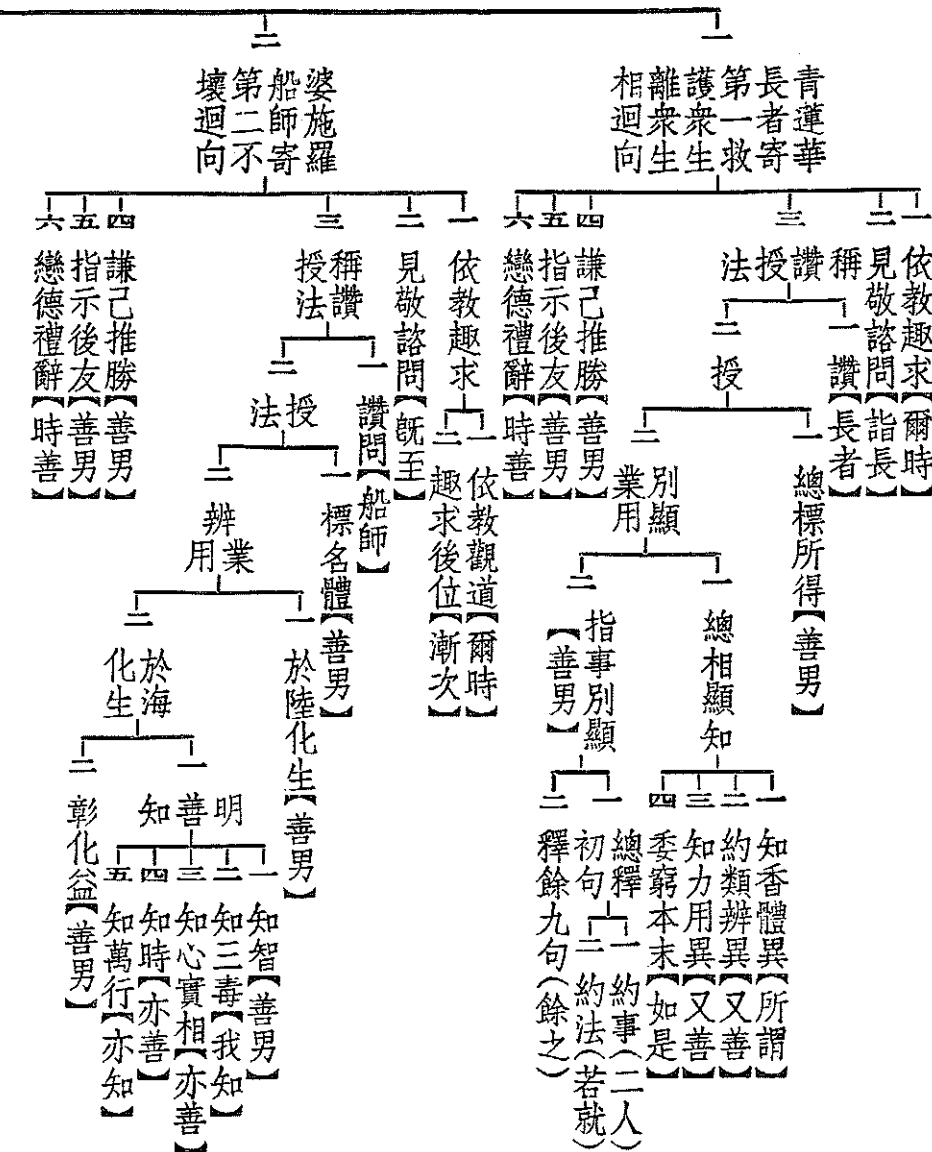 一
青蓮華
長者寄
第一救
護衆生
離衆生
相迴向
一 依教趣求【爾時】
二 見敬諮問【詣長】
三 稱讚授法
一 讚【長者】
二 授
一 總標所得【善男】
二 別顯業用
一 總相顯知
一 知香體異【所謂】
二 約類辨異【又善】
三 知力用異【又善】
四 委窮本末【如是】
二 指事別顯【善男】
一 總釋初句
一 約事(二人)
二 約法(若就)
二 釋餘九句(餘之)
四 謙己推勝【善男】
五 指示後友【善男】
六 戀德禮辭【時善】
二
婆施羅
船師寄
第二不
壞迴向
一 依教趣求
一 依教觀道【爾時】
二 趣求後位【漸次】
二 見敬諮問【既至】
三 稱讚授法
一 讚問【船師】
二 授法
一 標名體【善男】
二 辨業用
一 於陸化生【善男】
二 於海化生
一 明善知
一 知智【善男】
二 知三毒【我知】
三 知心實相【亦善】
四 知時【亦善】
五 知萬行【亦知】
二 彰化益【善男】
四 謙己推勝【善男】
五 指示後友【善男】
六 戀德禮辭【時善】